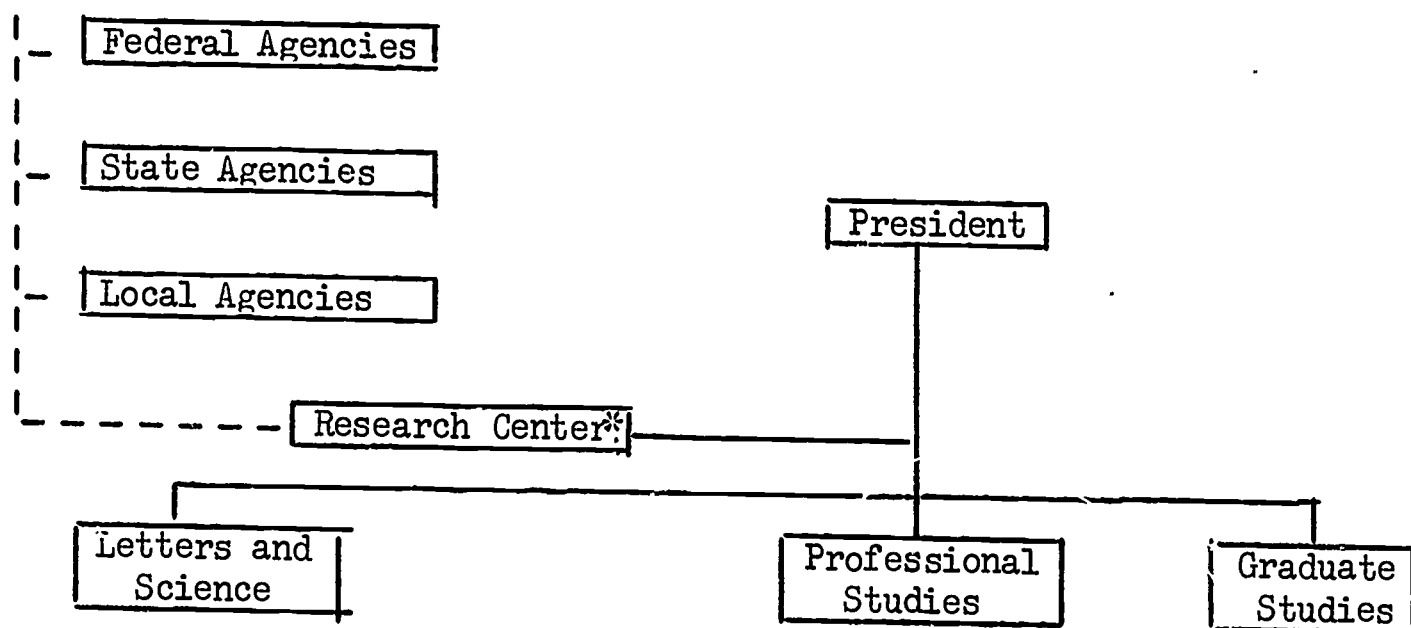 Federal Agencies
State Agencies
President
Local Agencies
Research Center*
Letters and
Science
Professional
Studies
Graduate
Studies